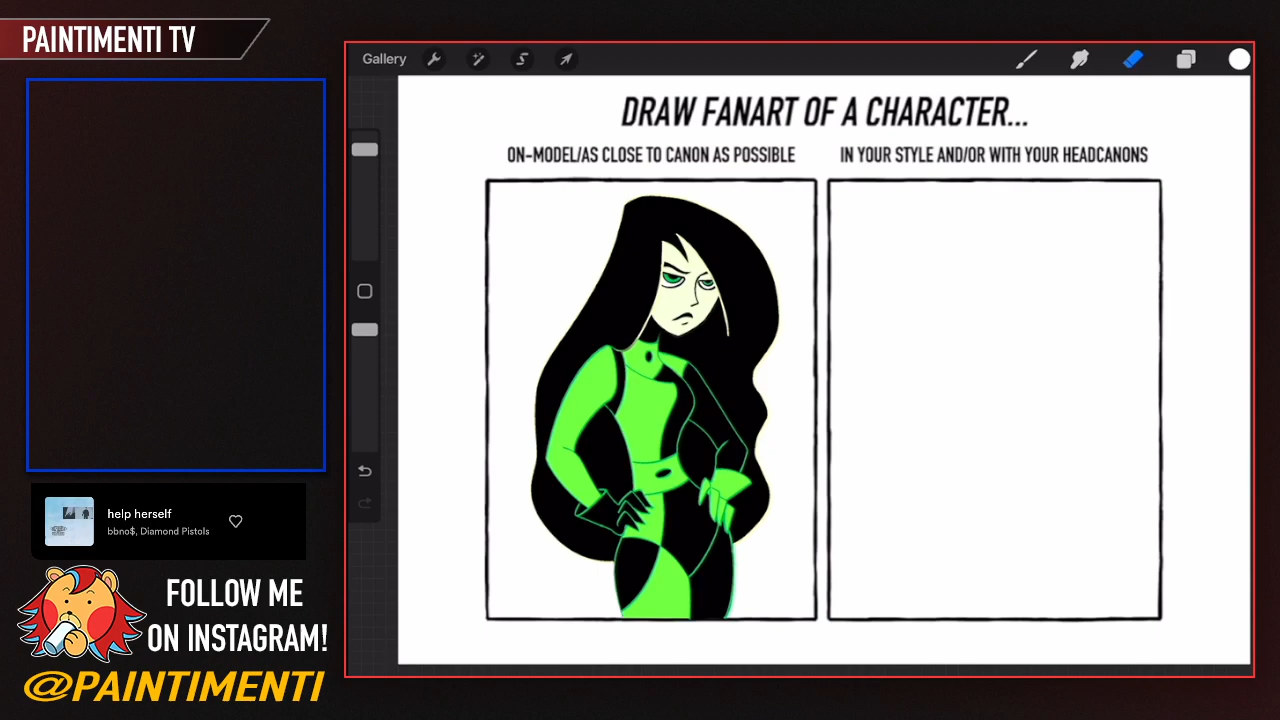 PAINTIMENTI TV
Gallery
DRAW FANART OF A CHARACTER...
ON-MODEL/AS CLOSE TO CANON AS POSSIBLE
IN YOUR STYLE AND/OR WITH YOUR HEADCANONS
help herself
bbno$, Diamond Pistols
FOLLOW ME
ON INSTAGRAM!
@PAINTIMENTI